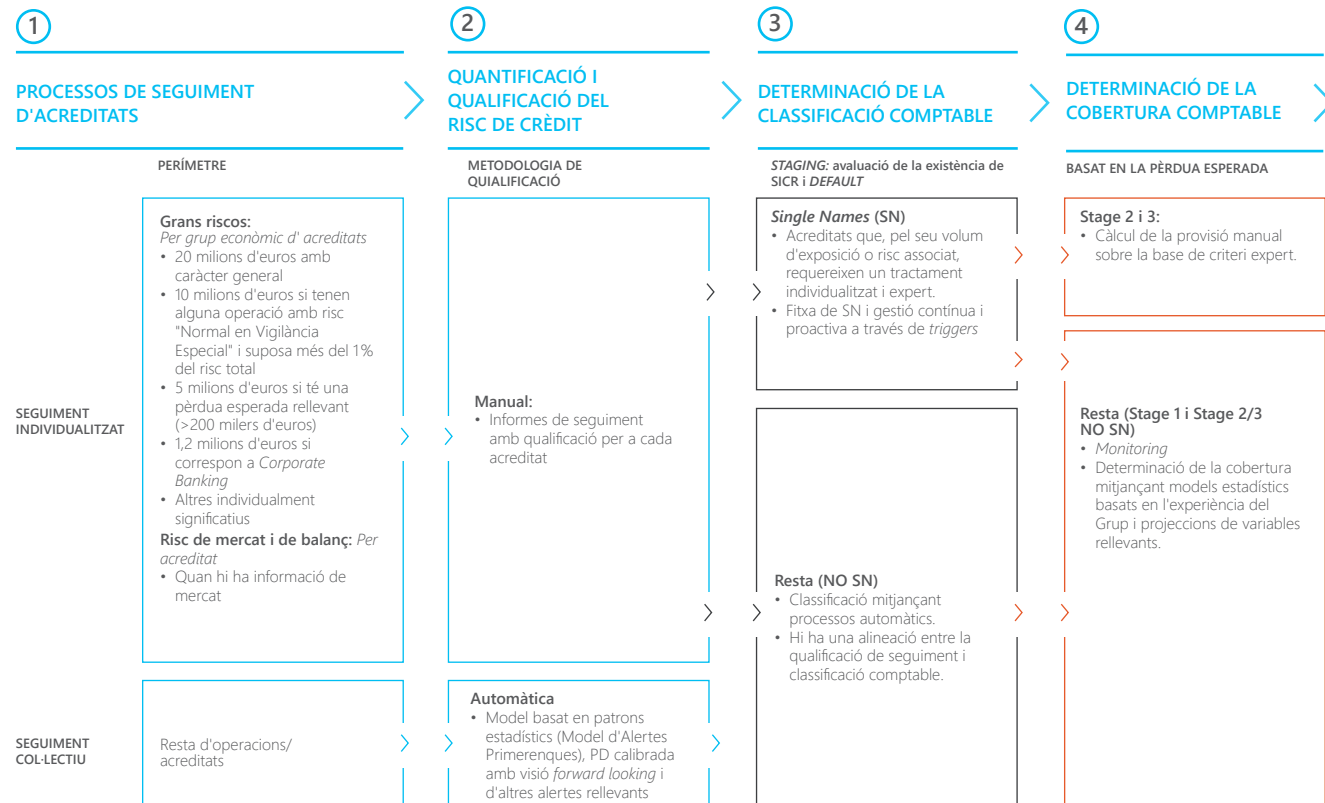 1
PROCESSOS DE SEGUIMENT
D'ACREDITATS
2
QUANTIFICACIÓ I
QUALIFICACIÓ DEL
RISC DE CRÈDIT
3
DETERMINACIÓ DE LA
CLASSIFICACIÓ COMPTABLE
4
DETERMINACIÓ DE LA
COBERTURA COMPTABLE
PERÍMETRE
METODOLOGIA DE
QUIALIFICACIÓ
STAGING: avaluació de la existència de
SICR i DEFAULT
BASAT EN LA PÈRDUA ESPERADA
SEGUIMENT
INDIVIDUALITZAT
Grans riscos:
Per grup econòmic d' acreditats
• 20 milions d'euros amb
caràcter general
• 10 milions d'euros si tenen
alguna operació amb risc
"Normal en Vigilància
Especial" i suposa més del 1%
del risc total
• 5 milions d'euros si té una
pèrdua esperada rellevant
(>200 milers d'euros)
• 1,2 milions d'euros si
correspon a Corporate
Banking
• Altres individualment
significatius
Risc de mercat i de balanç: Per
acreditat
• Quan hi ha informació de
mercat
Manual:
• Informes de seguiment
amb qualificació per a cada
acreditat
Single Names (SN)
• Acreditats que, pel seu volum
d'exposició o risc associat,
requereixen un tractament
individualitzat i expert.
• Fitxa de SN i gestió contínua i
proactiva a través de triggers
Stage 2 i 3:
• Càlcul de la provisió manual
sobre la base de criteri expert.
Resta (NO SN)
• Classificació mitjançant
processos automàtics.
• Hi ha una alineació entre la
qualificació de seguiment i
classificació comptable.
Resta (Stage 1 i Stage 2/3
NO SN)
• Monitoring
• Determinació de la cobertura
mitjançant models estadístics
basats en l'experiència del
Grup i projeccions de variables
rellevants.
SEGUIMENT
COL·LECTIU
Resta d'operacions/
acreditats
Automàtica
• Model basat en patrons
estadístics (Model d'Alertes
Primerenques), PD calibrada
amb visió forward looking i
d'altres alertes rellevants